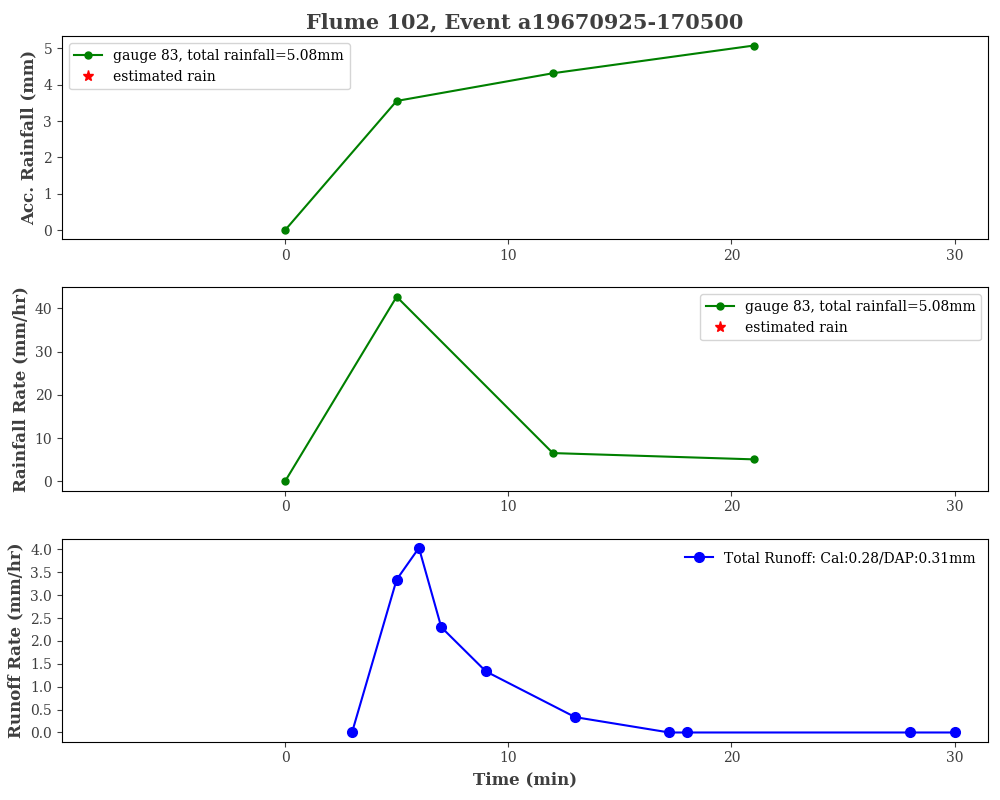 Flume 102, Event a19670925-170500
Acc. Rainfall (mm)
5
4
3
2
1
0
gauge 83, total rainfall=5.08mm
estimated rain
0 10 20 30
Rainfall Rate (mm/hr)
40
30
20
10
0
gauge 83, total rainfall=5.08mm
estimated rain
0 10 20 30
Runoff Rate (mm/hr)
4.0
3.5
3.0
2.5
2.0
1.5
1.0
0.5
0.0
Total Runoff: Cal:0.28/DAP:0.31mm
0 10 20 30
Time (min)